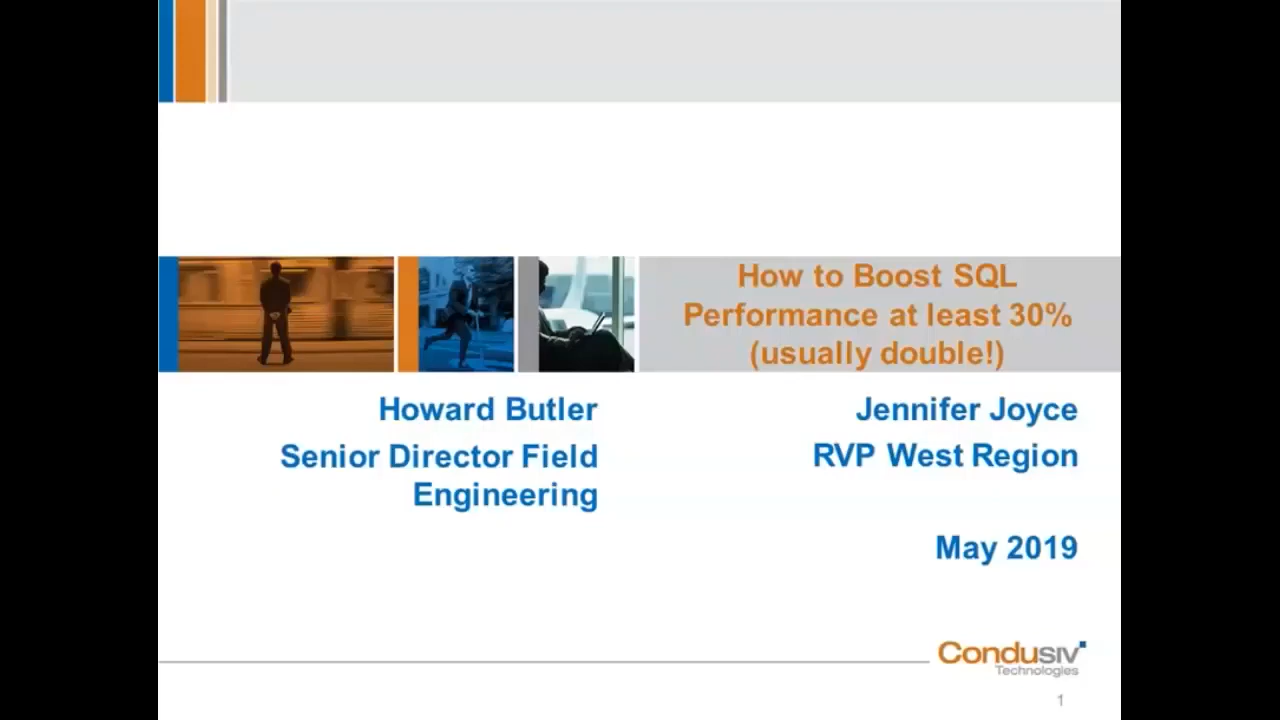 How to Boost SQL
Performance at least 30%
(usually double!)
Howard Butler
Senior Director Field
Engineering
Jennifer Joyce
RVP West Region
May 2019
Condusiv
Technologies
1